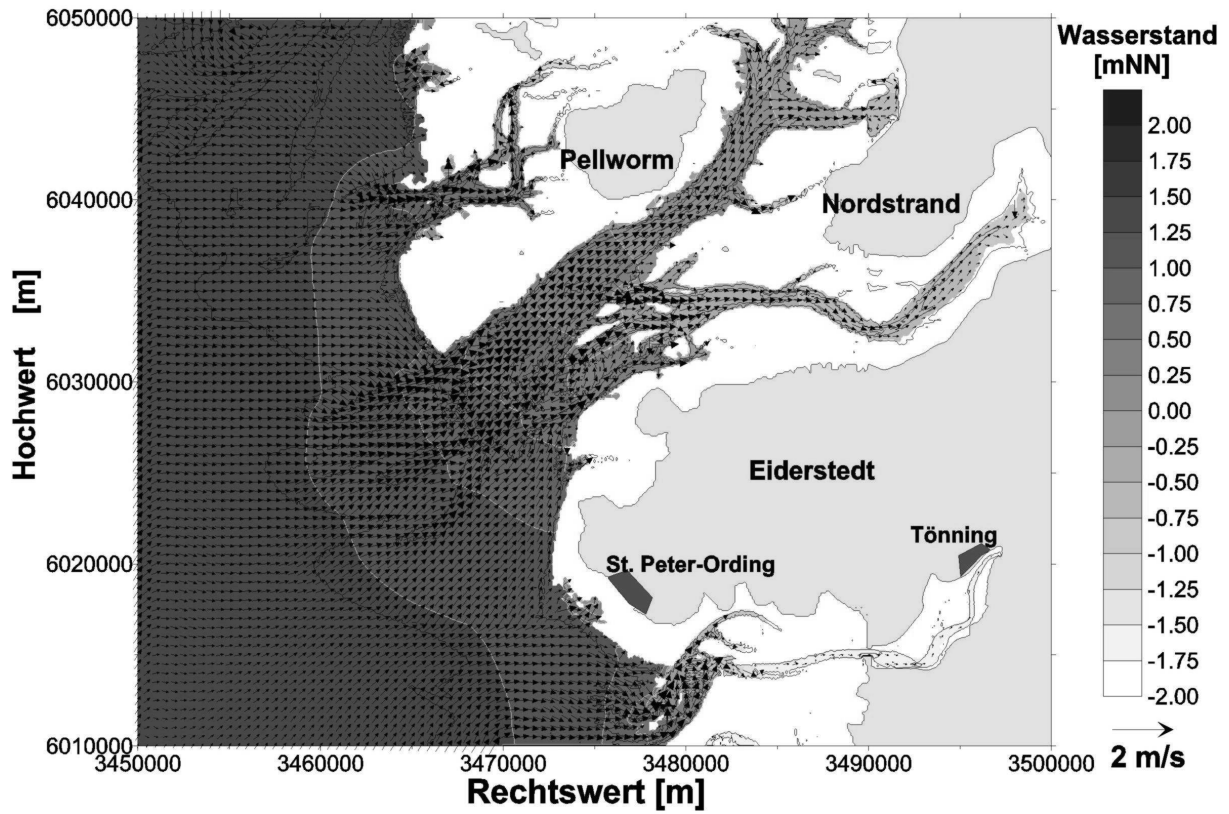 6050000
6040000
6030000
6020000
6010000
Hochwert [m]
3450000
3460000
3470000
3480000
3490000
3500000
Rechtswert [m]
Pellworm
Nordstrand
Eiderstedt
Tönning
St. Peter-Ording
Wasserstand
[mNN]
2.00
1.75
1.50
1.25
1.00
0.75
0.50
0.25
0.00
-0.25
-0.50
-0.75
-1.00
-1.25
-1.50
-1.75
-2.00
2 m/s